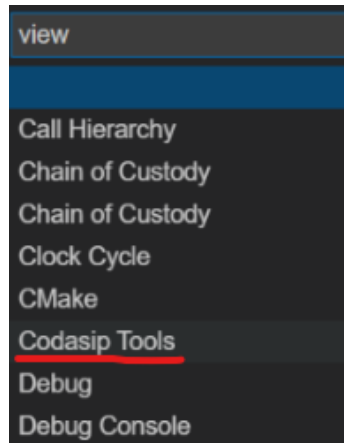 view
Call Hierarchy
Chain of Custody
Chain of Custody
Clock Cycle
CMake
Codasip Tools
Debug
Debug Console